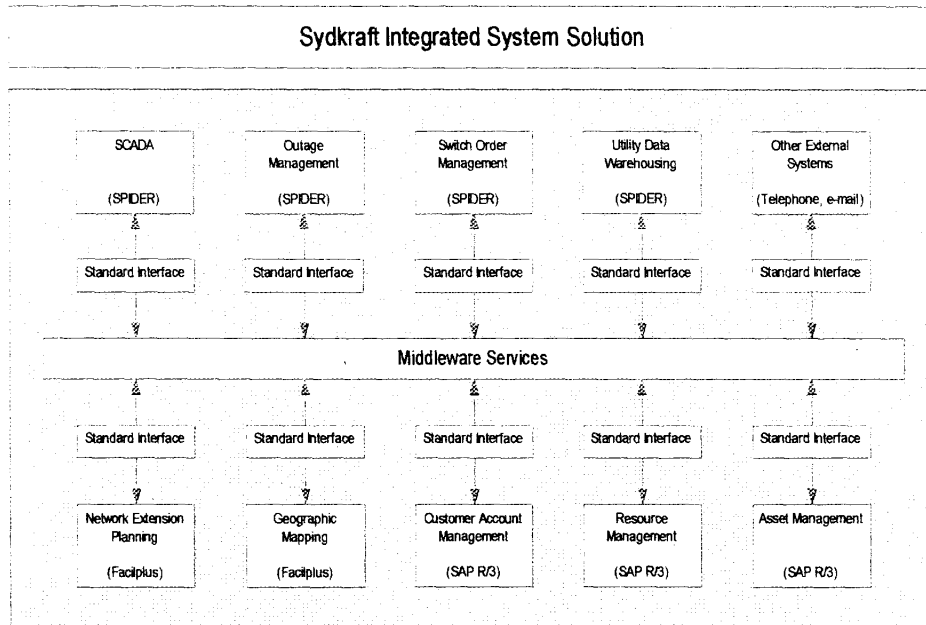 Sydkraft Integrated System Solution
SCADA
(SPIDER)
Outage
Management
(SPIDER)
Switch Order
Management
(SPIDER)
Utility Data
Warehousing
(SPIDER)
Other External
Systems
(Telephone, e-mail)
Standard Interface
Standard Interface
Standard Interface
Standard Interface
Standard Interface
Middleware Services
Standard Interface
Standard Interface
Standard Interface
Standard Interface
Standard Interface
Network Extension
Planning
(Facilplus)
Geographic
Mapping
(Facilplus)
Customer Account
Management
(SAP R/3)
Resource
Management
(SAP R/3)
Asset Management
(SAP R/3)